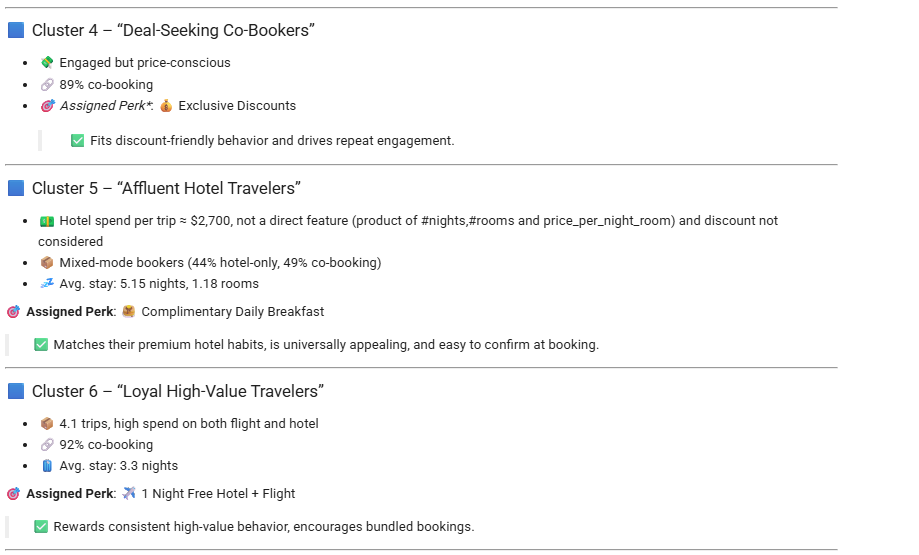 🟦 Cluster 4 – “Deal-Seeking Co-Bookers”
• 💸 Engaged but price-conscious
• 🔗 89% co-booking
• 🎯 Assigned Perk*: 💰 Exclusive Discounts
✅ Fits discount-friendly behavior and drives repeat engagement.
🟦 Cluster 5 – “Affluent Hotel Travelers”
• 💵 Hotel spend per trip ≈ $2,700, not a direct feature (product of #nights,#rooms and price_per_night_room) and discount not
considered
• 📦 Mixed-mode bookers (44% hotel-only, 49% co-booking)
• 💤 Avg. stay: 5.15 nights, 1.18 rooms
🎯 Assigned Perk: 🥞 Complimentary Daily Breakfast
✅ Matches their premium hotel habits, is universally appealing, and easy to confirm at booking.
🟦 Cluster 6 – “Loyal High-Value Travelers”
• 📦 4.1 trips, high spend on both flight and hotel
• 🔗 92% co-booking
• 🧳 Avg. stay: 3.3 nights
🎯 Assigned Perk: ✈️ 1 Night Free Hotel + Flight
✅ Rewards consistent high-value behavior, encourages bundled bookings.